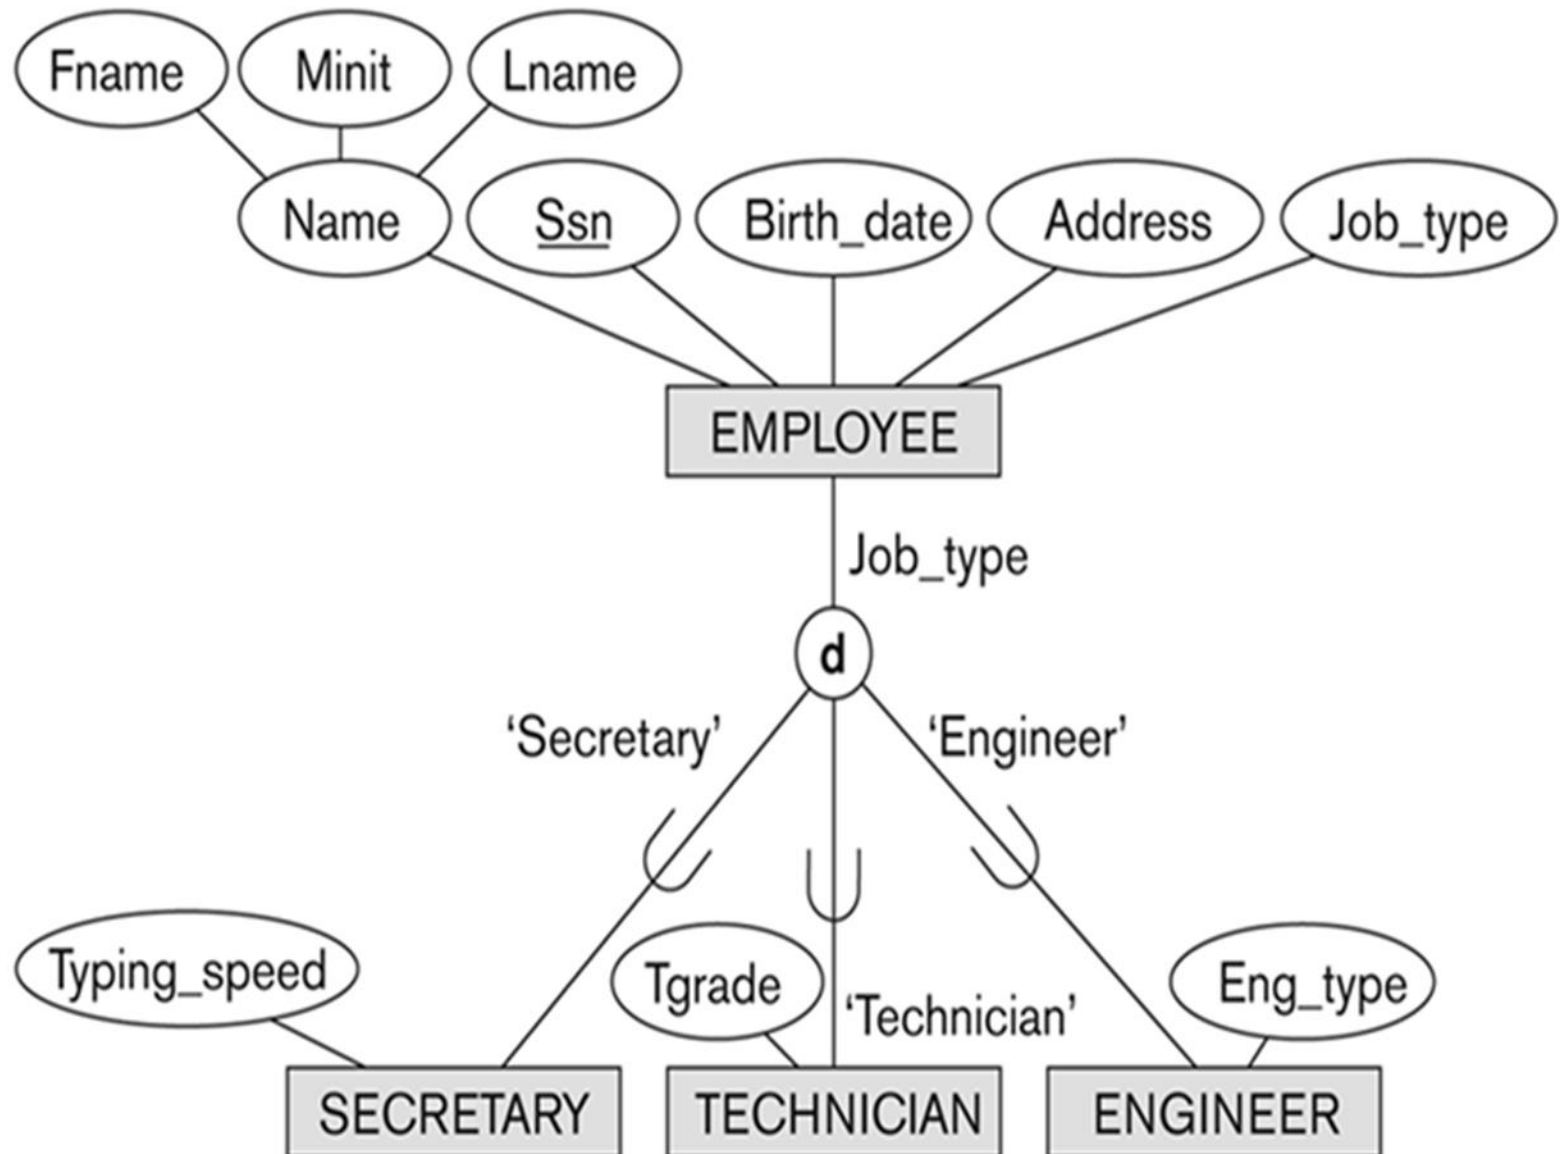 Fname Minit Lname
Name Ssn Birth_date Address Job_type
EMPLOYEE
Job_type
d
‘Secretary’ ‘Engineer’
Typing_speed Tgrade Eng_type
‘Technician’
SECRETARY TECHNICIAN ENGINEER